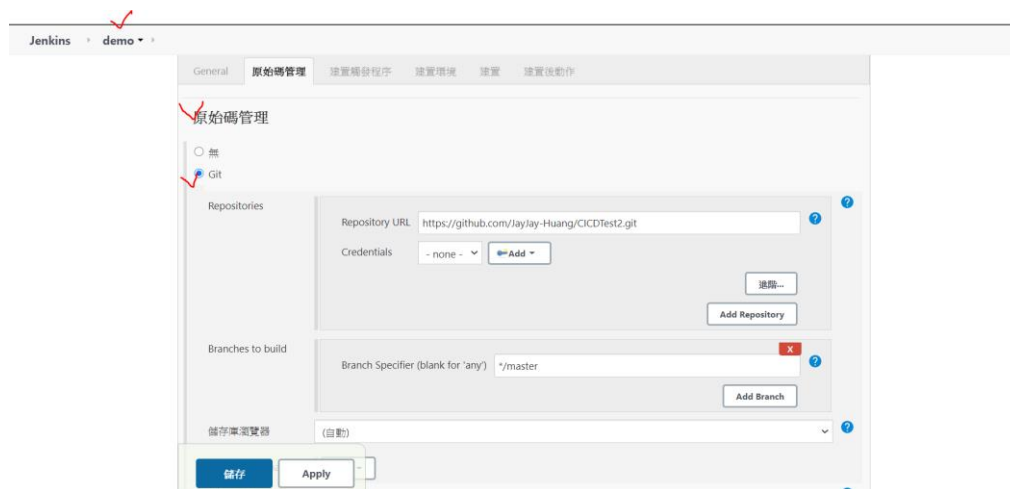 Jenkins demo
General 原始碼管理 建置觸發程序 建置環境 建置 建置後動作
原始碼管理
無
Git
Repositories
Repository URL https://github.com/JayJay-Huang/CICDTest2.git
Credentials - none - Add
進階...
Add Repository
Branches to build
X
Branch Specifier (blank for 'any') */master
Add Branch
儲存庫瀏覽器 (自動)
儲存 Apply